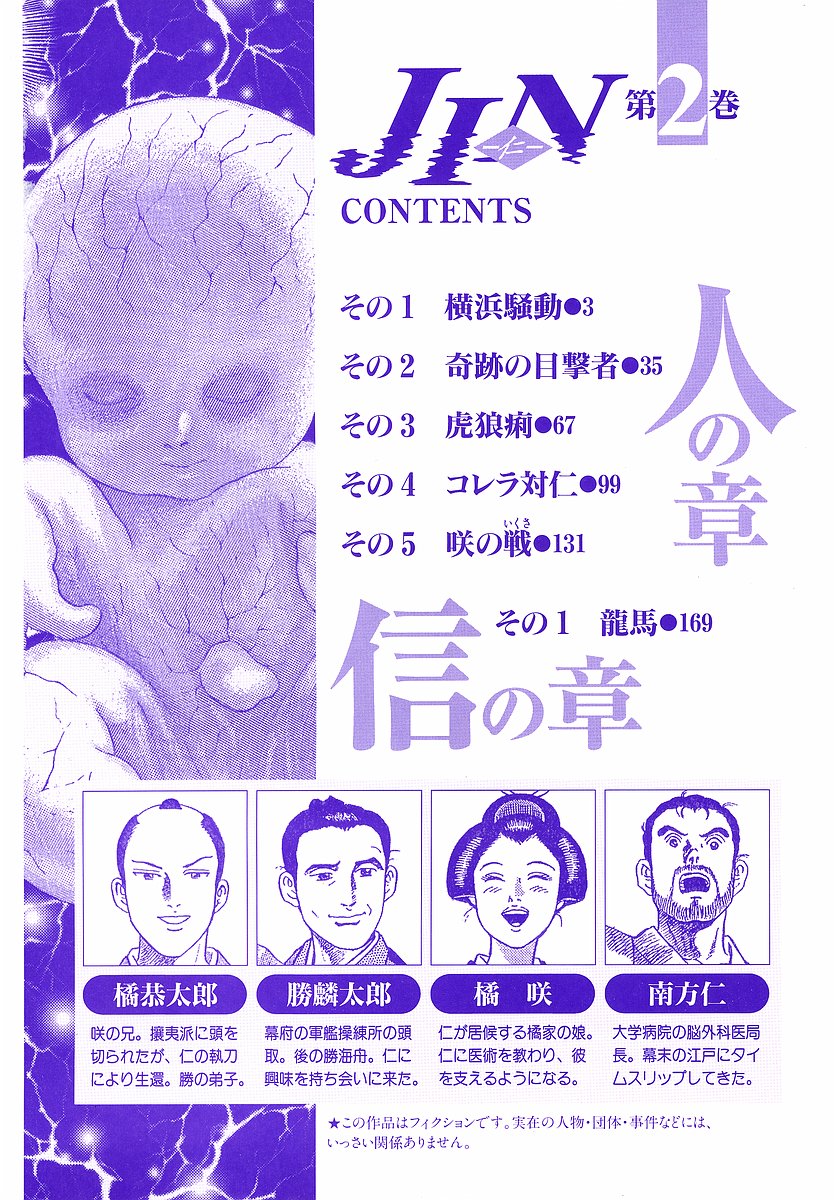 JIN
―仁―
第2巻
CONTENTS
人の章
その1 横浜騒動●3
その2 奇跡の目撃者●35
その3 虎狼痢●67
その4 コレラ対仁●99
その5 咲の戦●131
いくさ
信の章
その1 龍馬●169
南方仁
大学病院の脳外科医局
長。幕末の江戸にタイ
ムスリップしてきた。
橘 咲
仁が居候する橘家の娘。
仁に医術を教わり、彼
を支えるようになる。
勝麟太郎
幕府の軍艦操練所の頭
取。後の勝海舟。仁に
興味を持ち会いに来た。
橘恭太郎
咲の兄。攘夷派に頭を
切られたが、仁の執刀
により生還。勝の弟子。
★この作品はフィクションです。実在の人物・団体・事件などには、
いっさい関係ありません。